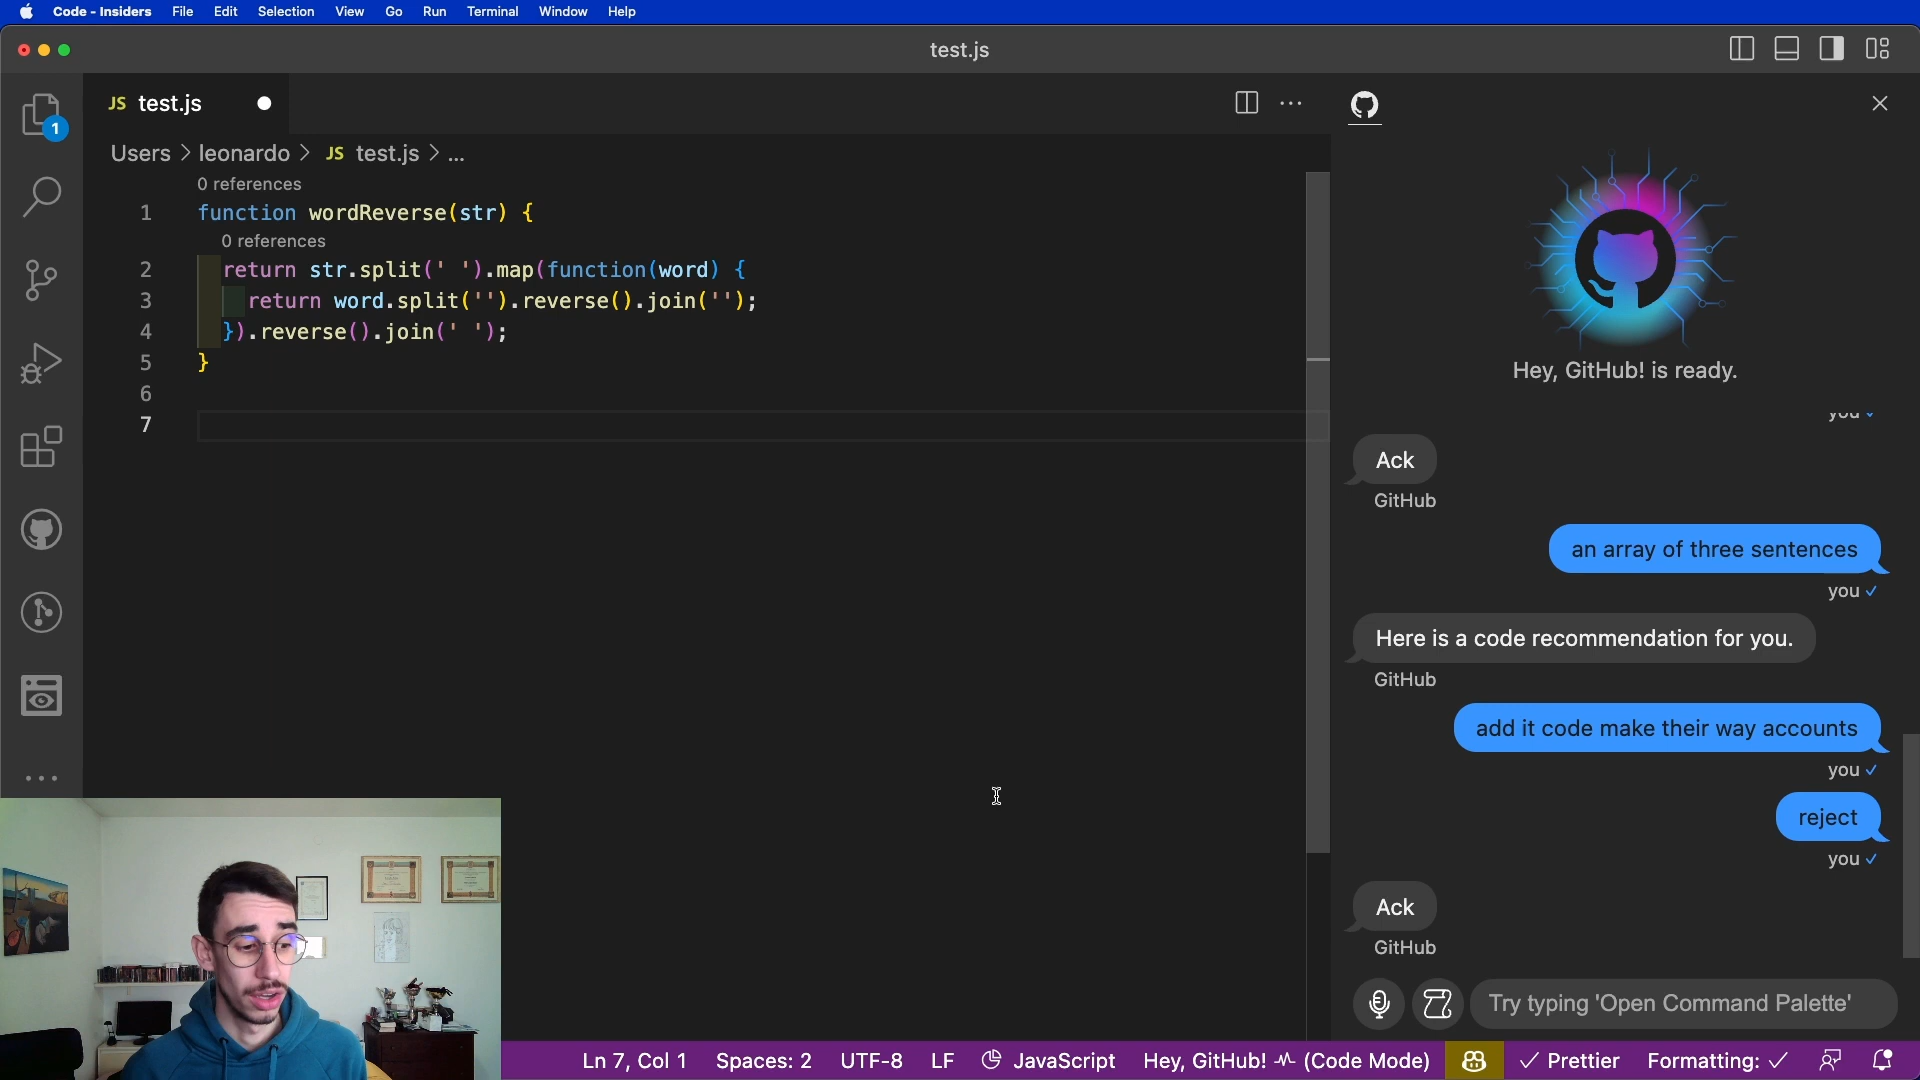 Code - Insiders File Edit Selection View Go Run Terminal Window Help
test.js
JS test.js
1
Users > leonardo > JS test.js > ...
0 references
1 function wordReverse(str) {
0 references
2 return str.split(' ').map(function(word) {
3 return word.split('').reverse().join('');
4 }).reverse().join(' ');
5 }
6
7
Hey, GitHub! is ready.
you
Ack
GitHub
an array of three sentences
you ✓
Here is a code recommendation for you.
GitHub
add it code make their way accounts
you ✓
reject
you ✓
Ack
GitHub
Try typing 'Open Command Palette'
Ln 7, Col 1 Spaces: 2 UTF-8 LF JavaScript Hey, GitHub! (Code Mode) ✓ Prettier Formatting: ✓